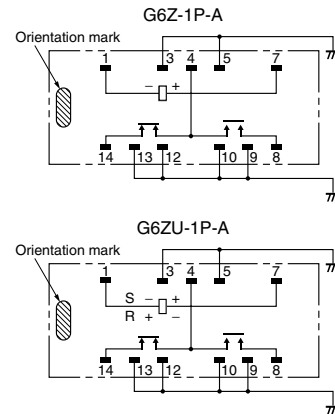 G6Z-1P-A
Orientation mark
1 3 4 5 7
− +
14 13 12 10 9 8
G6ZU-1P-A
Orientation mark
1 3 4 5 7
S − +
R + −
14 13 12 10 9 8